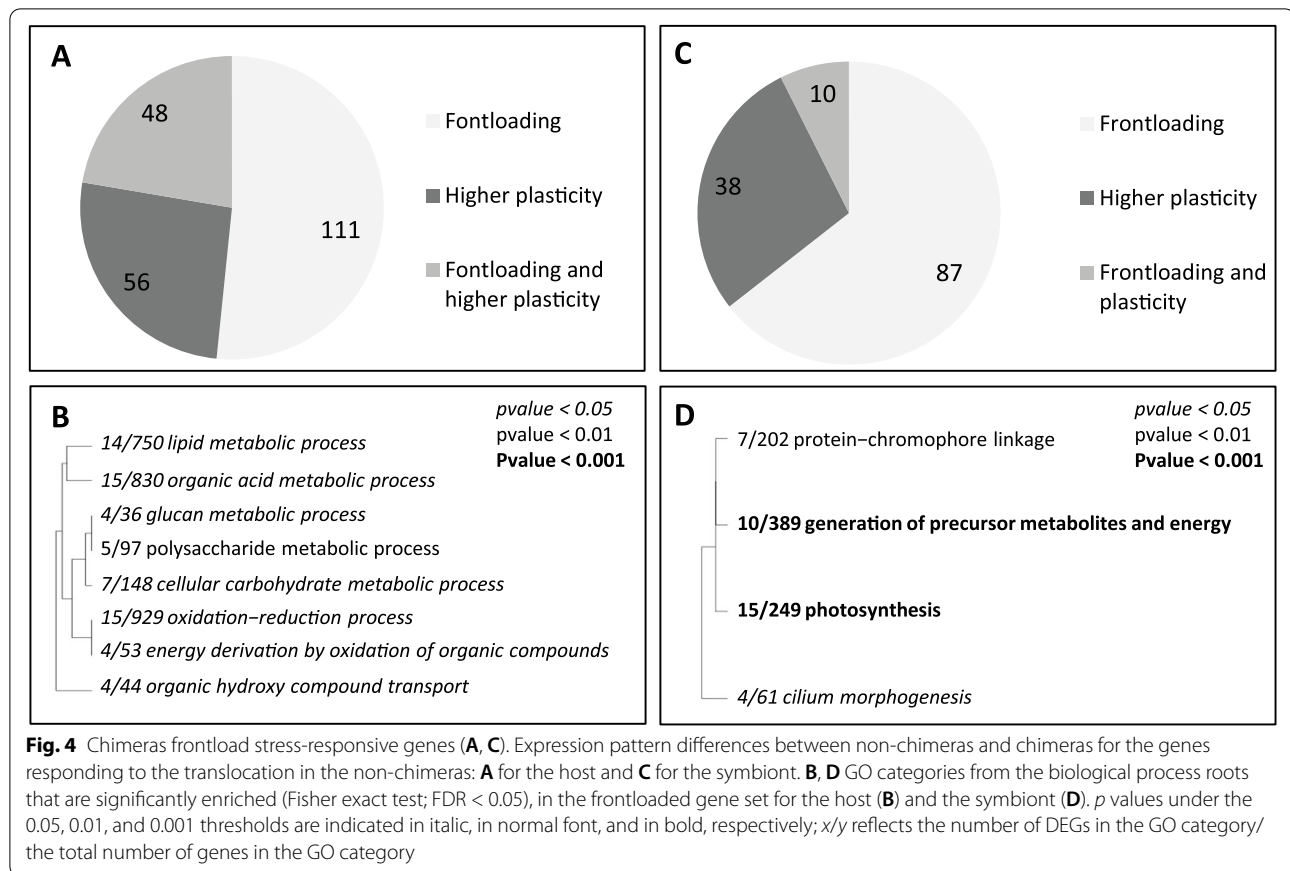 A
48
111
56
Fontloading
Higher plasticity
Fontloading and
higher plasticity
C
10
38
87
Frontloading
Higher plasticity
Frontloading and
plasticity
B
pvalue < 0.05
pvalue < 0.01
Pvalue < 0.001
14/750 lipid metabolic process
15/830 organic acid metabolic process
4/36 glucan metabolic process
5/97 polysaccharide metabolic process
7/148 cellular carbohydrate metabolic process
15/929 oxidation−reduction process
4/53 energy derivation by oxidation of organic compounds
4/44 organic hydroxy compound transport
D
pvalue < 0.05
pvalue < 0.01
Pvalue < 0.001
7/202 protein−chromophore linkage
10/389 generation of precursor metabolites and energy
15/249 photosynthesis
4/61 cilium morphogenesis
Fig. 4 Chimeras frontload stress-responsive genes (A, C). Expression pattern differences between non-chimeras and chimeras for the genes
responding to the translocation in the non-chimeras: A for the host and C for the symbiont. B, D GO categories from the biological process roots
that are significantly enriched (Fisher exact test; FDR < 0.05), in the frontloaded gene set for the host (B) and the symbiont (D). p values under the
0.05, 0.01, and 0.001 thresholds are indicated in italic, in normal font, and in bold, respectively; x/y reflects the number of DEGs in the GO category/
the total number of genes in the GO category